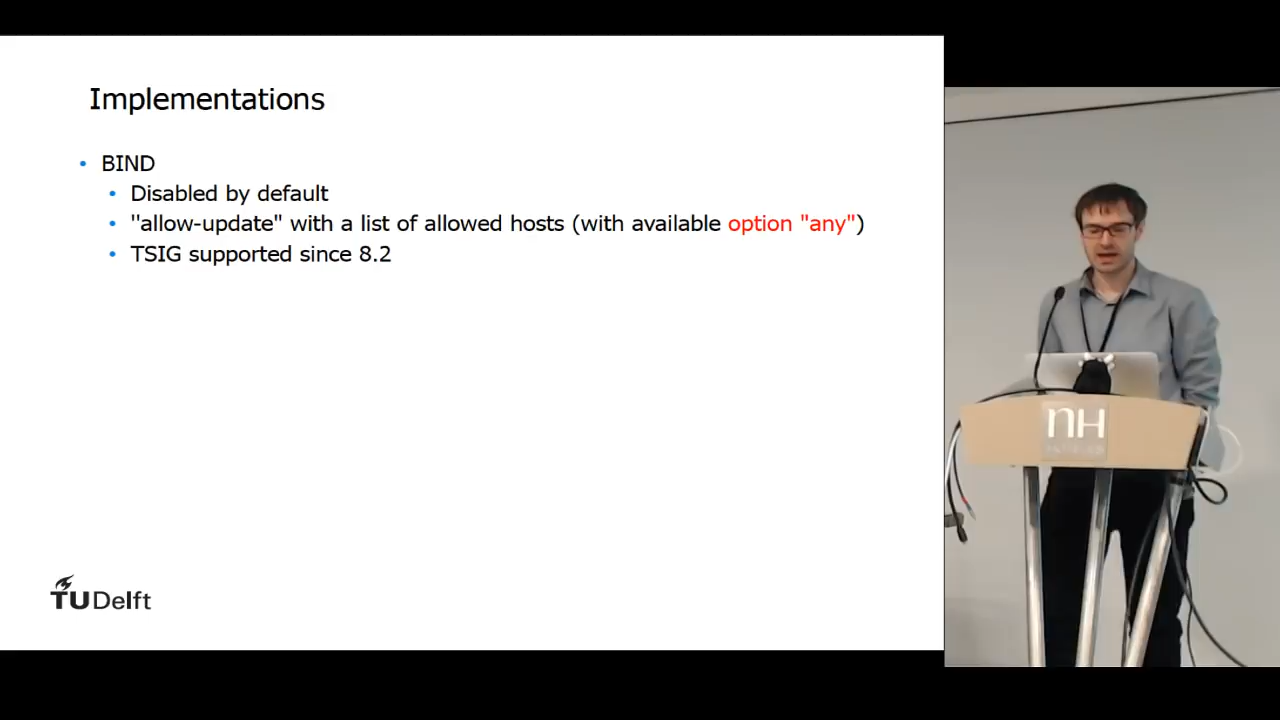 Implementations
BIND
Disabled by default
"allow-update" with a list of allowed hosts (with available option "any")
TSIG supported since 8.2
TUDelft
nH